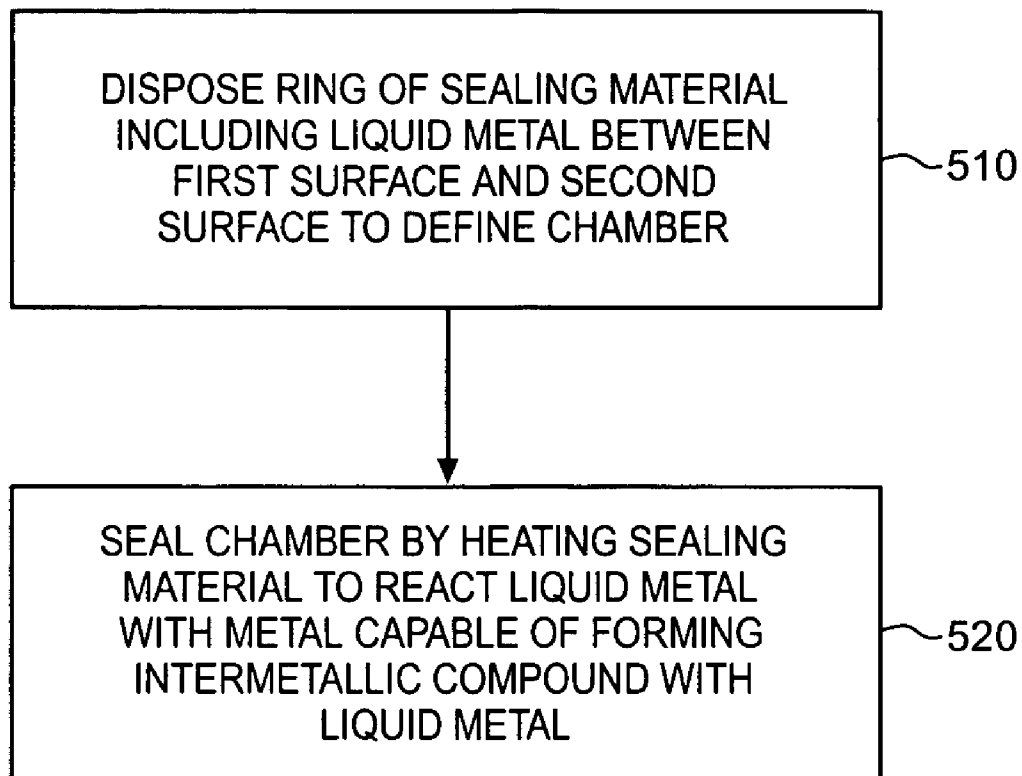 DISPOSE RING OF SEALING MATERIAL
INCLUDING LIQUID METAL BETWEEN
FIRST SURFACE AND SECOND
SURFACE TO DEFINE CHAMBER
510
SEAL CHAMBER BY HEATING SEALING
MATERIAL TO REACT LIQUID METAL
WITH METAL CAPABLE OF FORMING
INTERMETALLIC COMPOUND WITH
LIQUID METAL
520